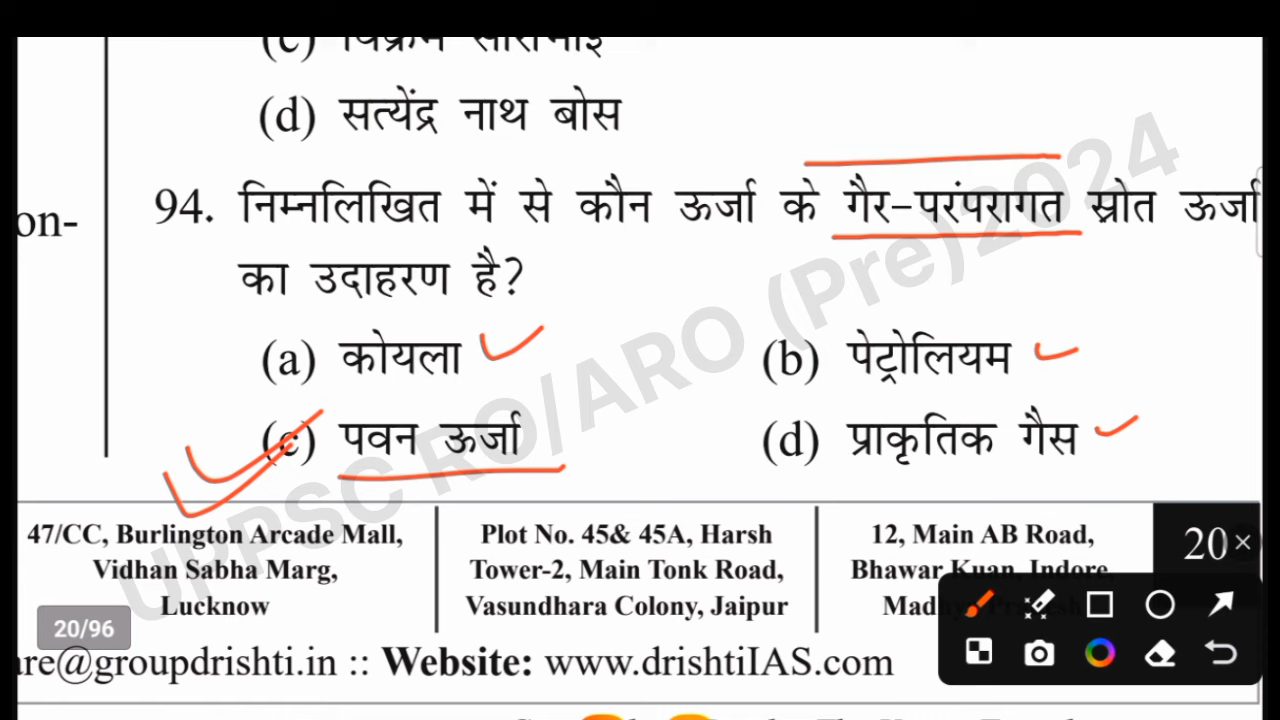 (d) सत्येंद्र नाथ बोस
on-
94. निम्नलिखित में से कौन ऊर्जा के गैर-परंपरागत स्रोत ऊर्जा
का उदाहरण है?
(a) कोयला (b) पेट्रोलियम
(c) पवन ऊर्जा (d) प्राकृतिक गैस
UPPSC RO/ARO (Pre)2024
47/CC, Burlington Arcade Mall,
Vidhan Sabha Marg,
Lucknow
Plot No. 45& 45A, Harsh
Tower-2, Main Tonk Road,
Vasundhara Colony, Jaipur
12, Main AB Road,
Bhawar Kuan, Indore,
20
20/96
are@groupdrishti.in :: Website: www.drishtiIAS.com